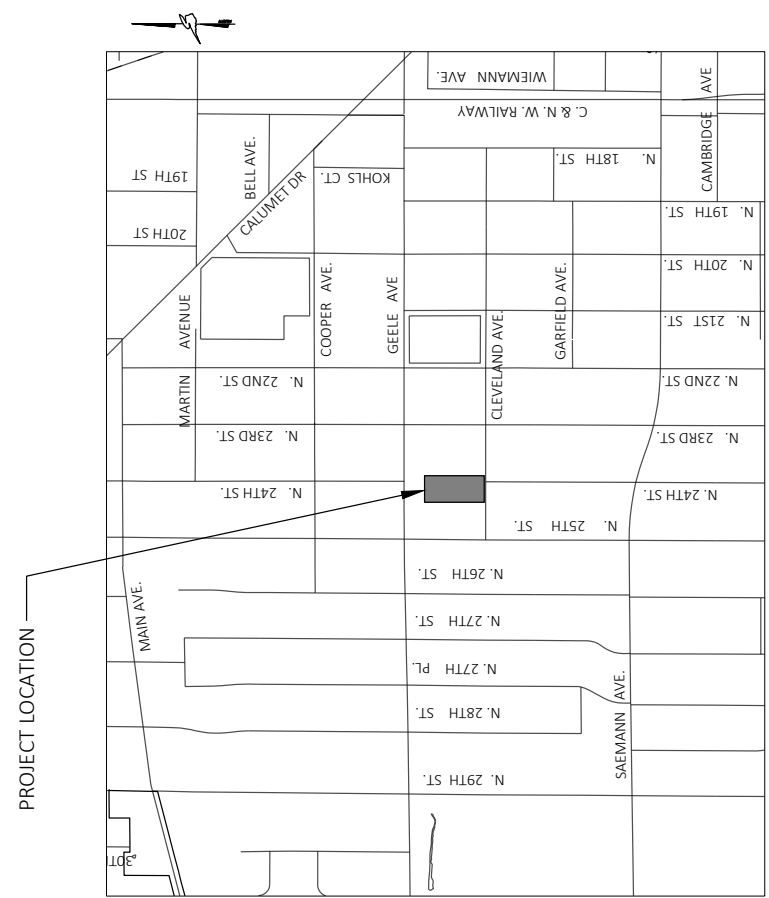 WIEMANN AVE.
C. & N. W. RAILWAY
CAMBRIDGE AVE
N. 18TH ST.
KOHLS CT.
BELL AVE.
19TH ST
CALUMET DR
N. 19TH ST.
20TH ST
N. 20TH ST.
MARTIN AVENUE
COOPER AVE.
GEELE AVE
CLEVELAND AVE.
GARFIELD AVE.
N. 21ST ST.
N. 22ND ST.
N. 22ND ST.
N. 23RD ST.
N. 23RD ST.
N. 24TH ST.
N. 24TH ST.
N. 25TH ST.
N. 26TH ST.
MAIN AVE.
N. 27TH ST.
N. 27TH PL.
SAEMANN AVE.
N. 28TH ST.
N. 29TH ST.
PROJECT LOCATION